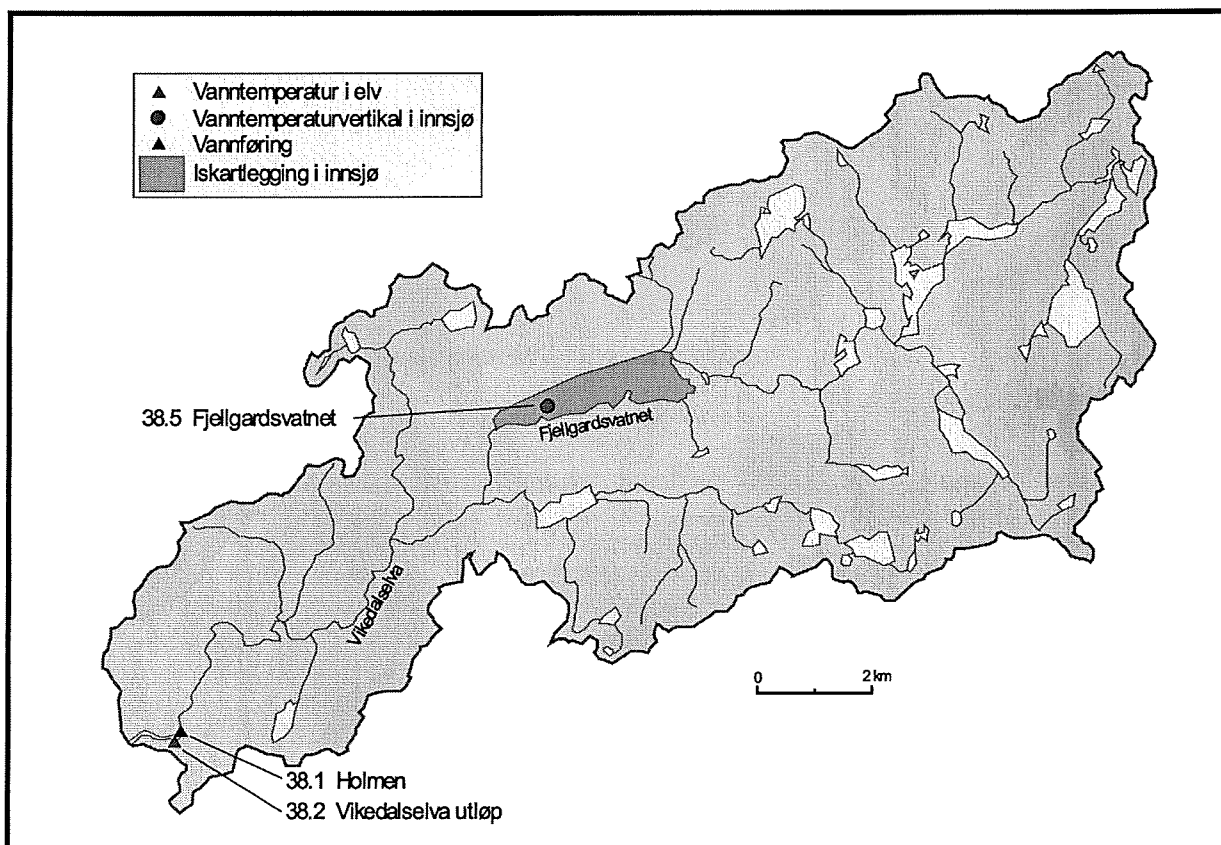 Vanntemperatur i elv
Vanntemperaturvertikal i innsjø
Vannføring
Iskartlegging i innsjø
38.5 Fjellgardsvatnet
Fjellgardsvatnet
Vikedalselva
0 2 km
38.1 Holmen
38.2 Vikedalselva utløp